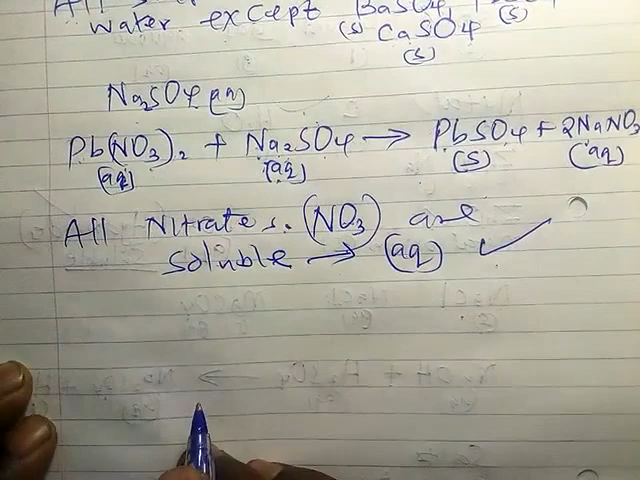 water except BaSO4,
(s) CaSO4 (s)
(s)
Na2SO4 (aq)
Pb(NO3)2 + Na2SO4 → PbSO4 + 2NaNO3
(aq) (aq) (s) (aq)
All Nitrates. (NO3) are
soluble → (aq) ✓